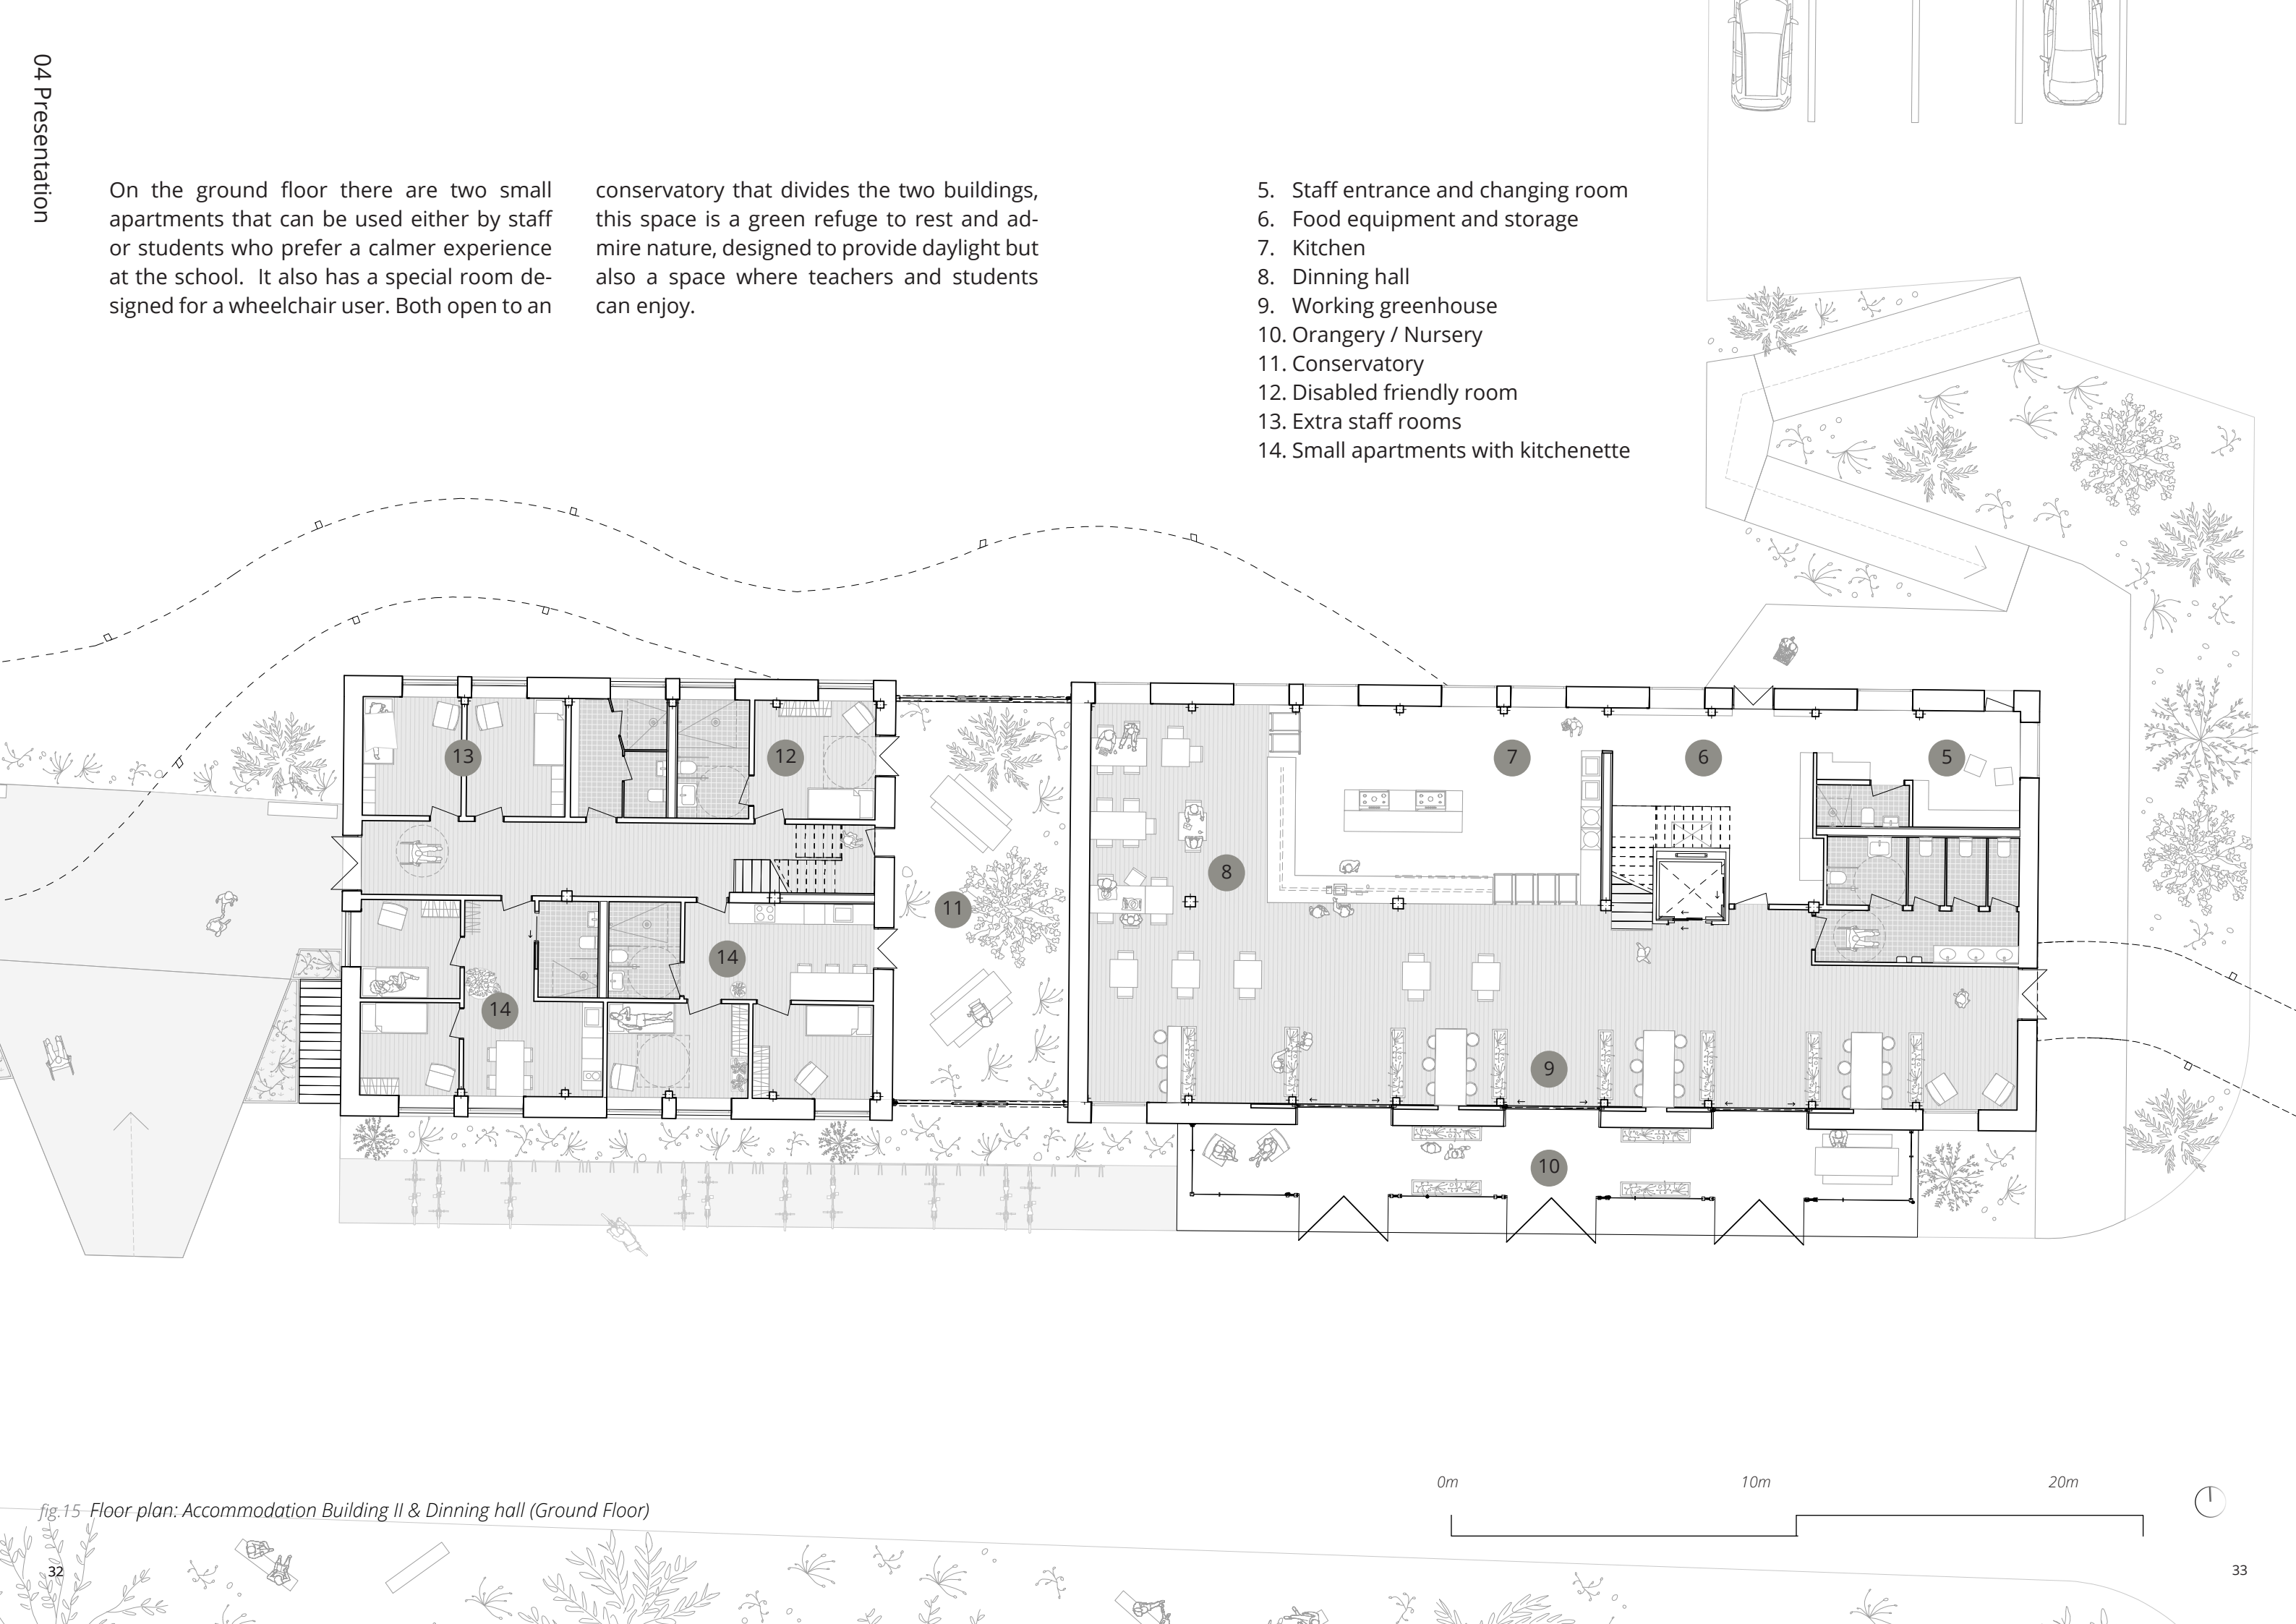 04 Presentation
On the ground floor there are two small
apartments that can be used either by staff
or students who prefer a calmer experience
at the school. It also has a special room de-
signed for a wheelchair user. Both open to an
conservatory that divides the two buildings,
this space is a green refuge to rest and ad-
mire nature, designed to provide daylight but
also a space where teachers and students
can enjoy.
5. Staff entrance and changing room
6. Food equipment and storage
7. Kitchen
8. Dinning hall
9. Working greenhouse
10. Orangery / Nursery
11. Conservatory
12. Disabled friendly room
13. Extra staff rooms
14. Small apartments with kitchenette
13
12
7
6
5
8
11
14
14
9
10
0m 10m 20m
fig.15 Floor plan: Accommodation Building II & Dinning hall (Ground Floor)
32
33